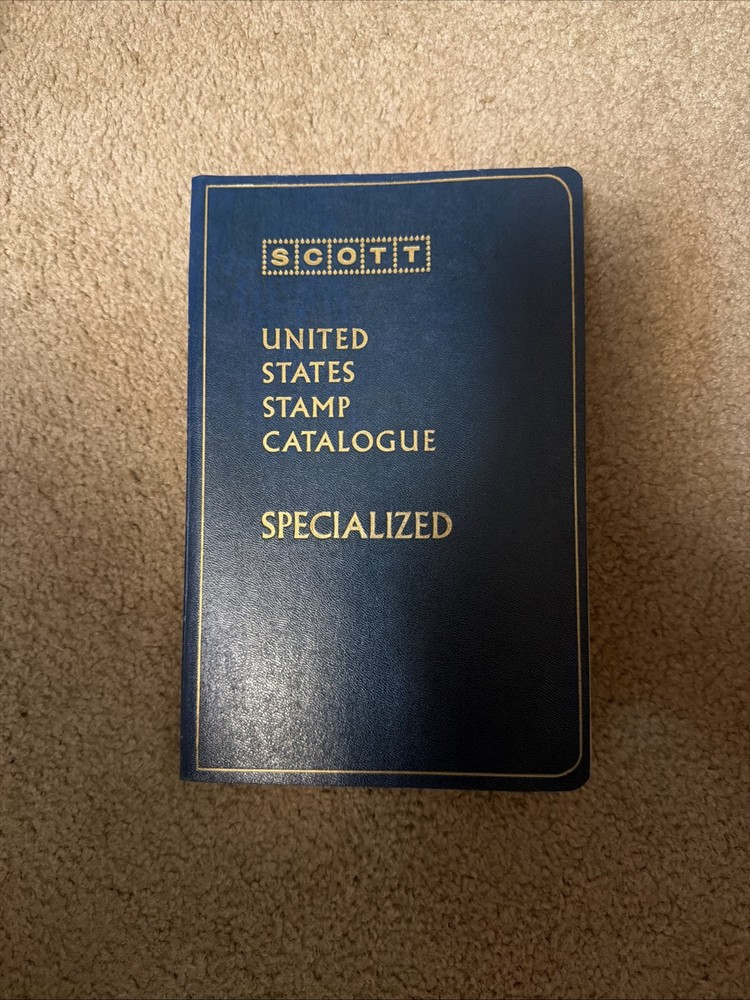 SCOTT
UNITED
STATES
STAMP
CATALOGUE
SPECIALIZED